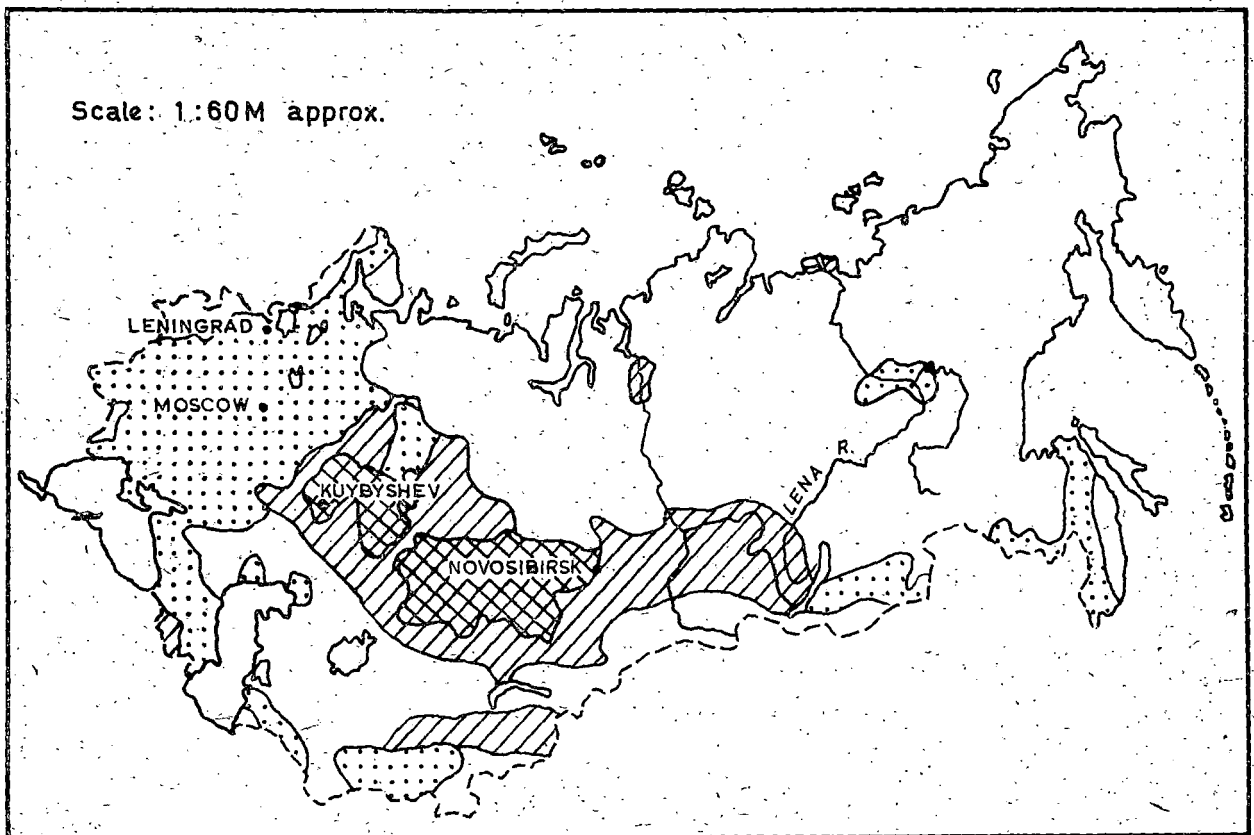 Scale: 1:60M approx.
LENINGRAD
MOSCOW
KUYBYSHEV
NOVOSIBIRSK
LENA R.